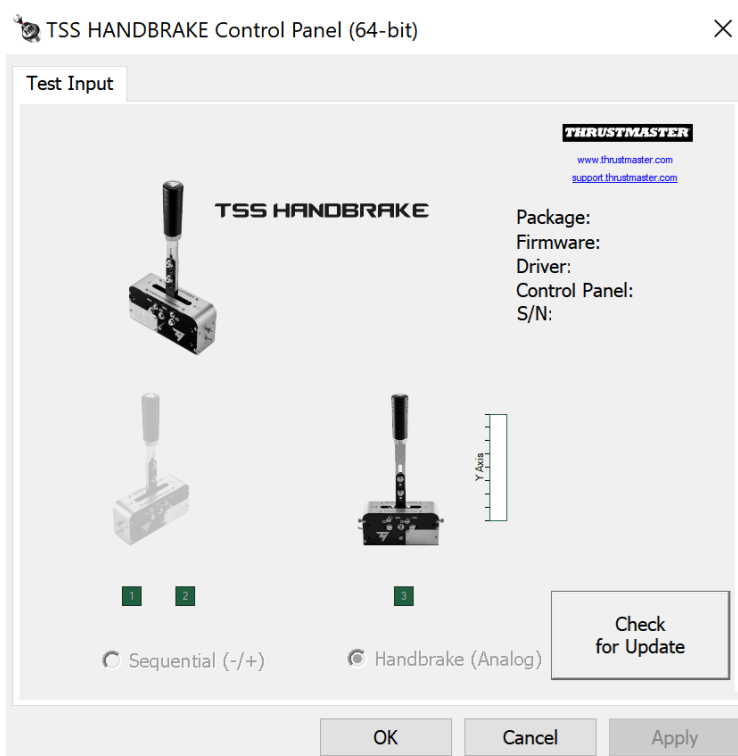 TSS HANDBRAKE Control Panel (64-bit)
Test Input
THRUSTMASTER
www.thrustmaster.com
support.thrustmaster.com
TSS HANDBRAKE
Package:
Firmware:
Driver:
Control Panel:
S/N:
Y Axis
1 2 3
Sequential (-/+) Handbrake (Analog)
Check
for Update
OK Cancel Apply